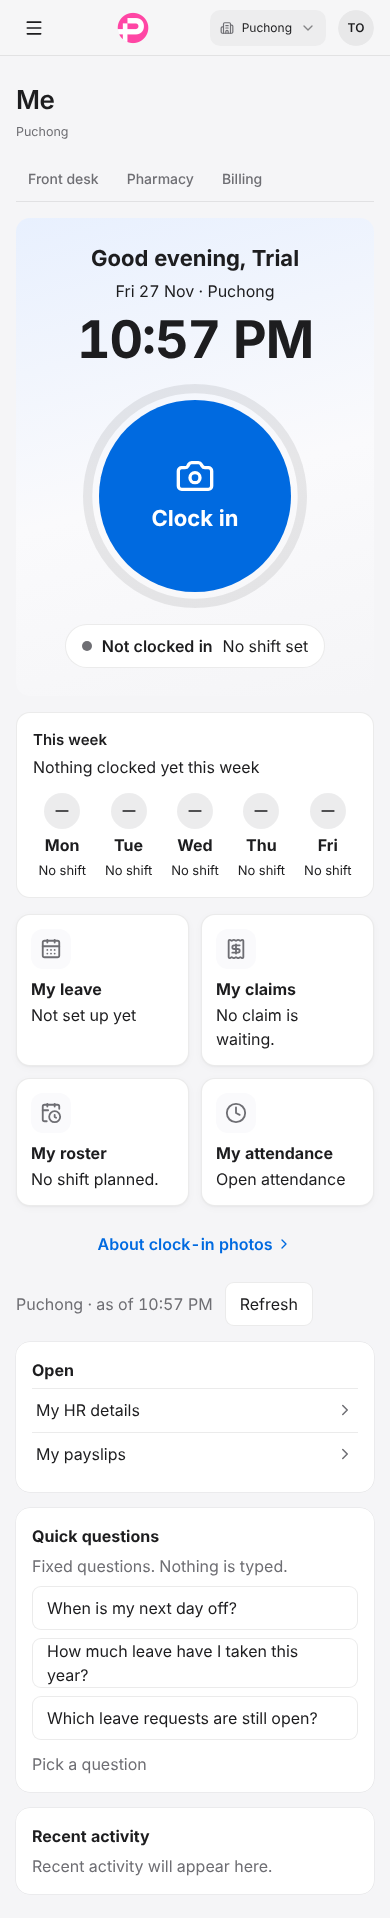 Puchong
TO
Me
Puchong
Front desk
Pharmacy
Billing
Good evening, Trial
Fri 27 Nov · Puchong
10:57 PM
Clock in
Not clocked in No shift set
This week
Nothing clocked yet this week
Mon Tue Wed Thu Fri
No shift No shift No shift No shift No shift
My leave
Not set up yet
My claims
No claim is
waiting.
My roster
No shift planned.
My attendance
Open attendance
About clock-in photos
Puchong · as of 10:57 PM
Refresh
Open
My HR details
My payslips
Quick questions
Fixed questions. Nothing is typed.
When is my next day off?
How much leave have I taken this
year?
Which leave requests are still open?
Pick a question
Recent activity
Recent activity will appear here.